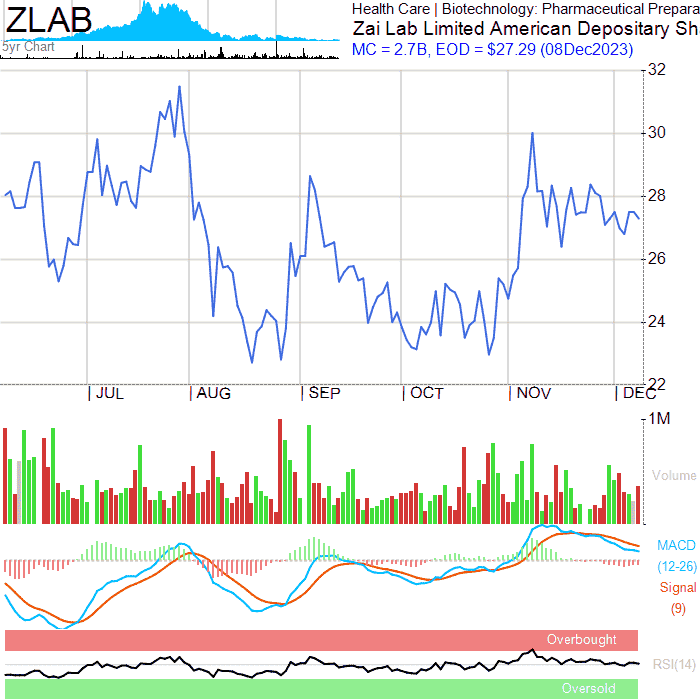 ZLAB
Health Care | Biotechnology: Pharmaceutical Prepara
Zai Lab Limited American Depositary Sh
MC = 2.7B, EOD = $27.29 (08Dec2023)
5yr Chart
32
30
28
26
24
22
JUL AUG SEP OCT NOV DEC
1M
Volume
MACD
(12-26)
Signal
(9)
Overbought
RSI(14)
Oversold